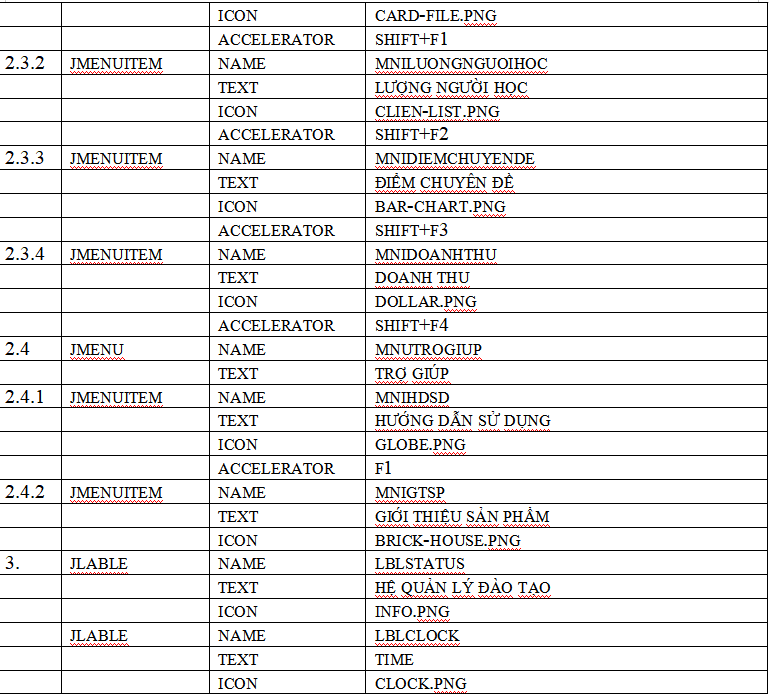 ICON CARD-FILE.PNG
ACCELERATOR SHIFT+F1
2.3.2 JMENUITEM NAME MNILUONGNGUOIHOC
TEXT LƯỢNG NGƯỜI HỌC
ICON CLIEN-LIST.PNG
ACCELERATOR SHIFT+F2
2.3.3 JMENUITEM NAME MNIDIEMCHUYENDE
TEXT ĐIỂM CHUYÊN ĐỀ
ICON BAR-CHART.PNG
ACCELERATOR SHIFT+F3
2.3.4 JMENUITEM NAME MNIDOANHTHU
TEXT DOANH THU
ICON DOLLAR.PNG
ACCELERATOR SHIFT+F4
2.4 JMENU NAME MNUTROGIUP
TEXT TRỢ GIÚP
2.4.1 JMENUITEM NAME MNIHDSD
TEXT HƯỚNG DẪN SỬ DỤNG
ICON GLOBE.PNG
ACCELERATOR F1
2.4.2 JMENUITEM NAME MNIGTSP
TEXT GIỚI THIỆU SẢN PHẨM
ICON BRICK-HOUSE.PNG
3. JLABLE NAME LBLSTATUS
TEXT HỆ QUẢN LÝ ĐÀO TẠO
ICON INFO.PNG
JLABLE NAME LBLCLOCK
TEXT TIME
ICON CLOCK.PNG